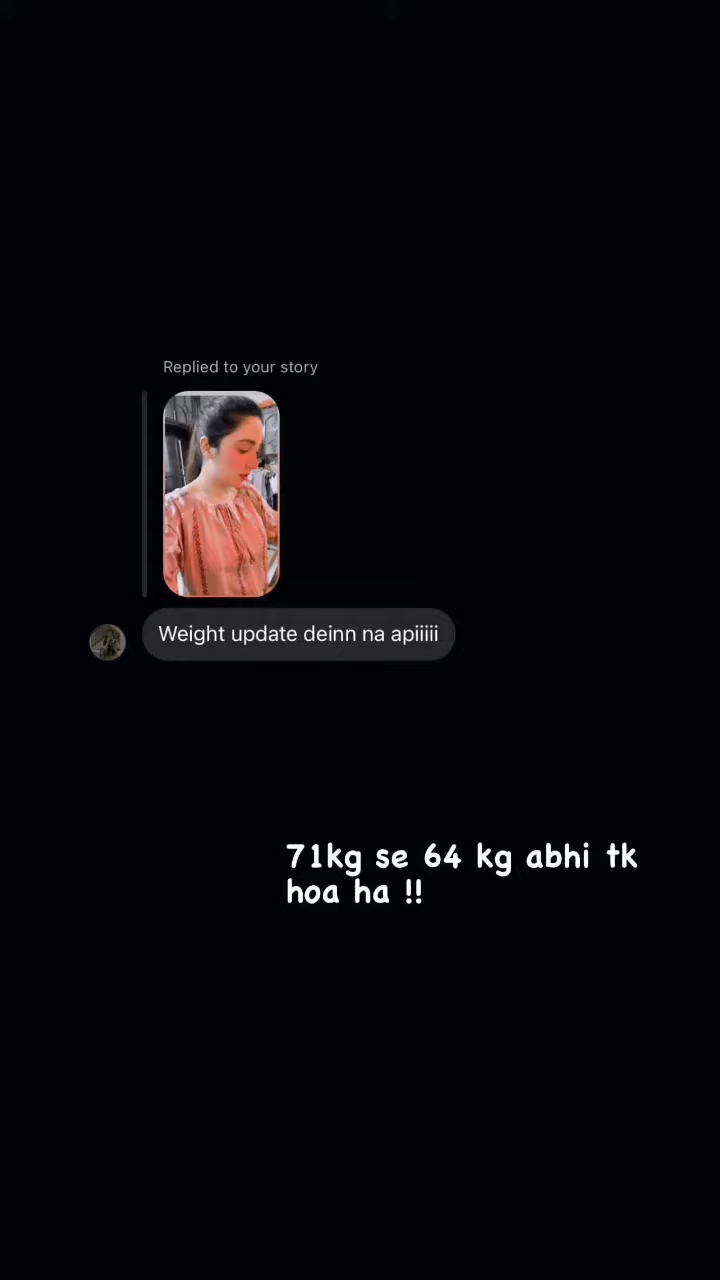 Replied to your story
Weight update deinn na apiiiii
71kg se 64 kg abhi tk
hoa ha !!